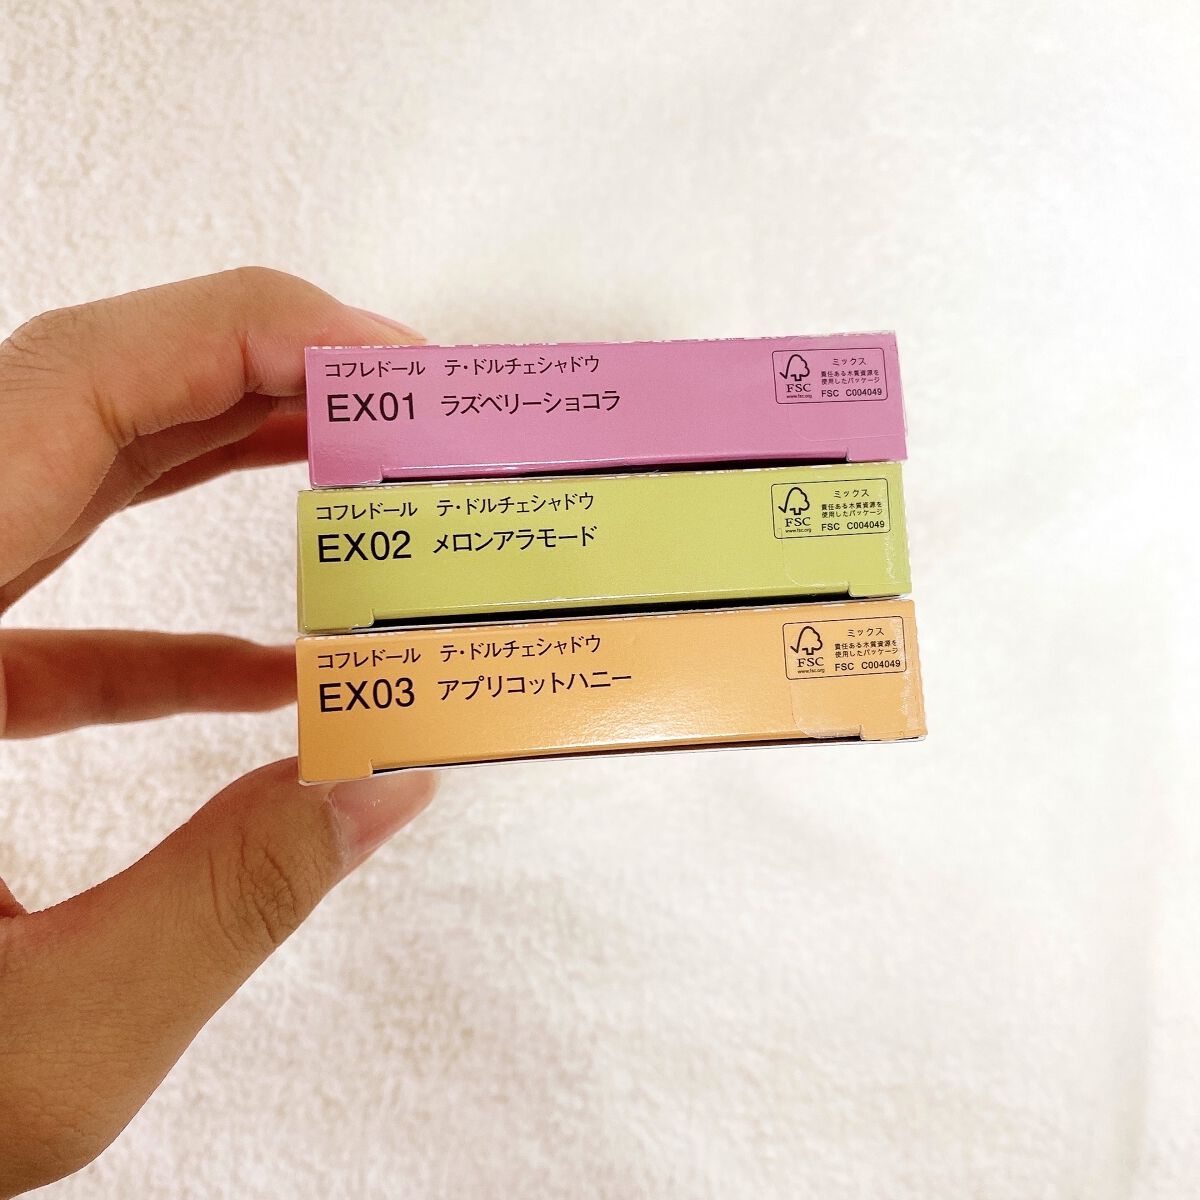 コフレドール テ・ドルチェシャドウ
EX01 ラズベリーショコラ
FSC
www.fsc.org
ミックス
責任ある木質資源を
使用したパッケージ
FSC C004049
コフレドール テ・ドルチェシャドウ
EX02 メロンアラモード
FSC
www.fsc.org
ミックス
責任ある木質資源を
使用したパッケージ
FSC C004049
コフレドール テ・ドルチェシャドウ
EX03 アプリコットハニー
FSC
www.fsc.org
ミックス
責任ある木質資源を
使用したパッケージ
FSC C004049